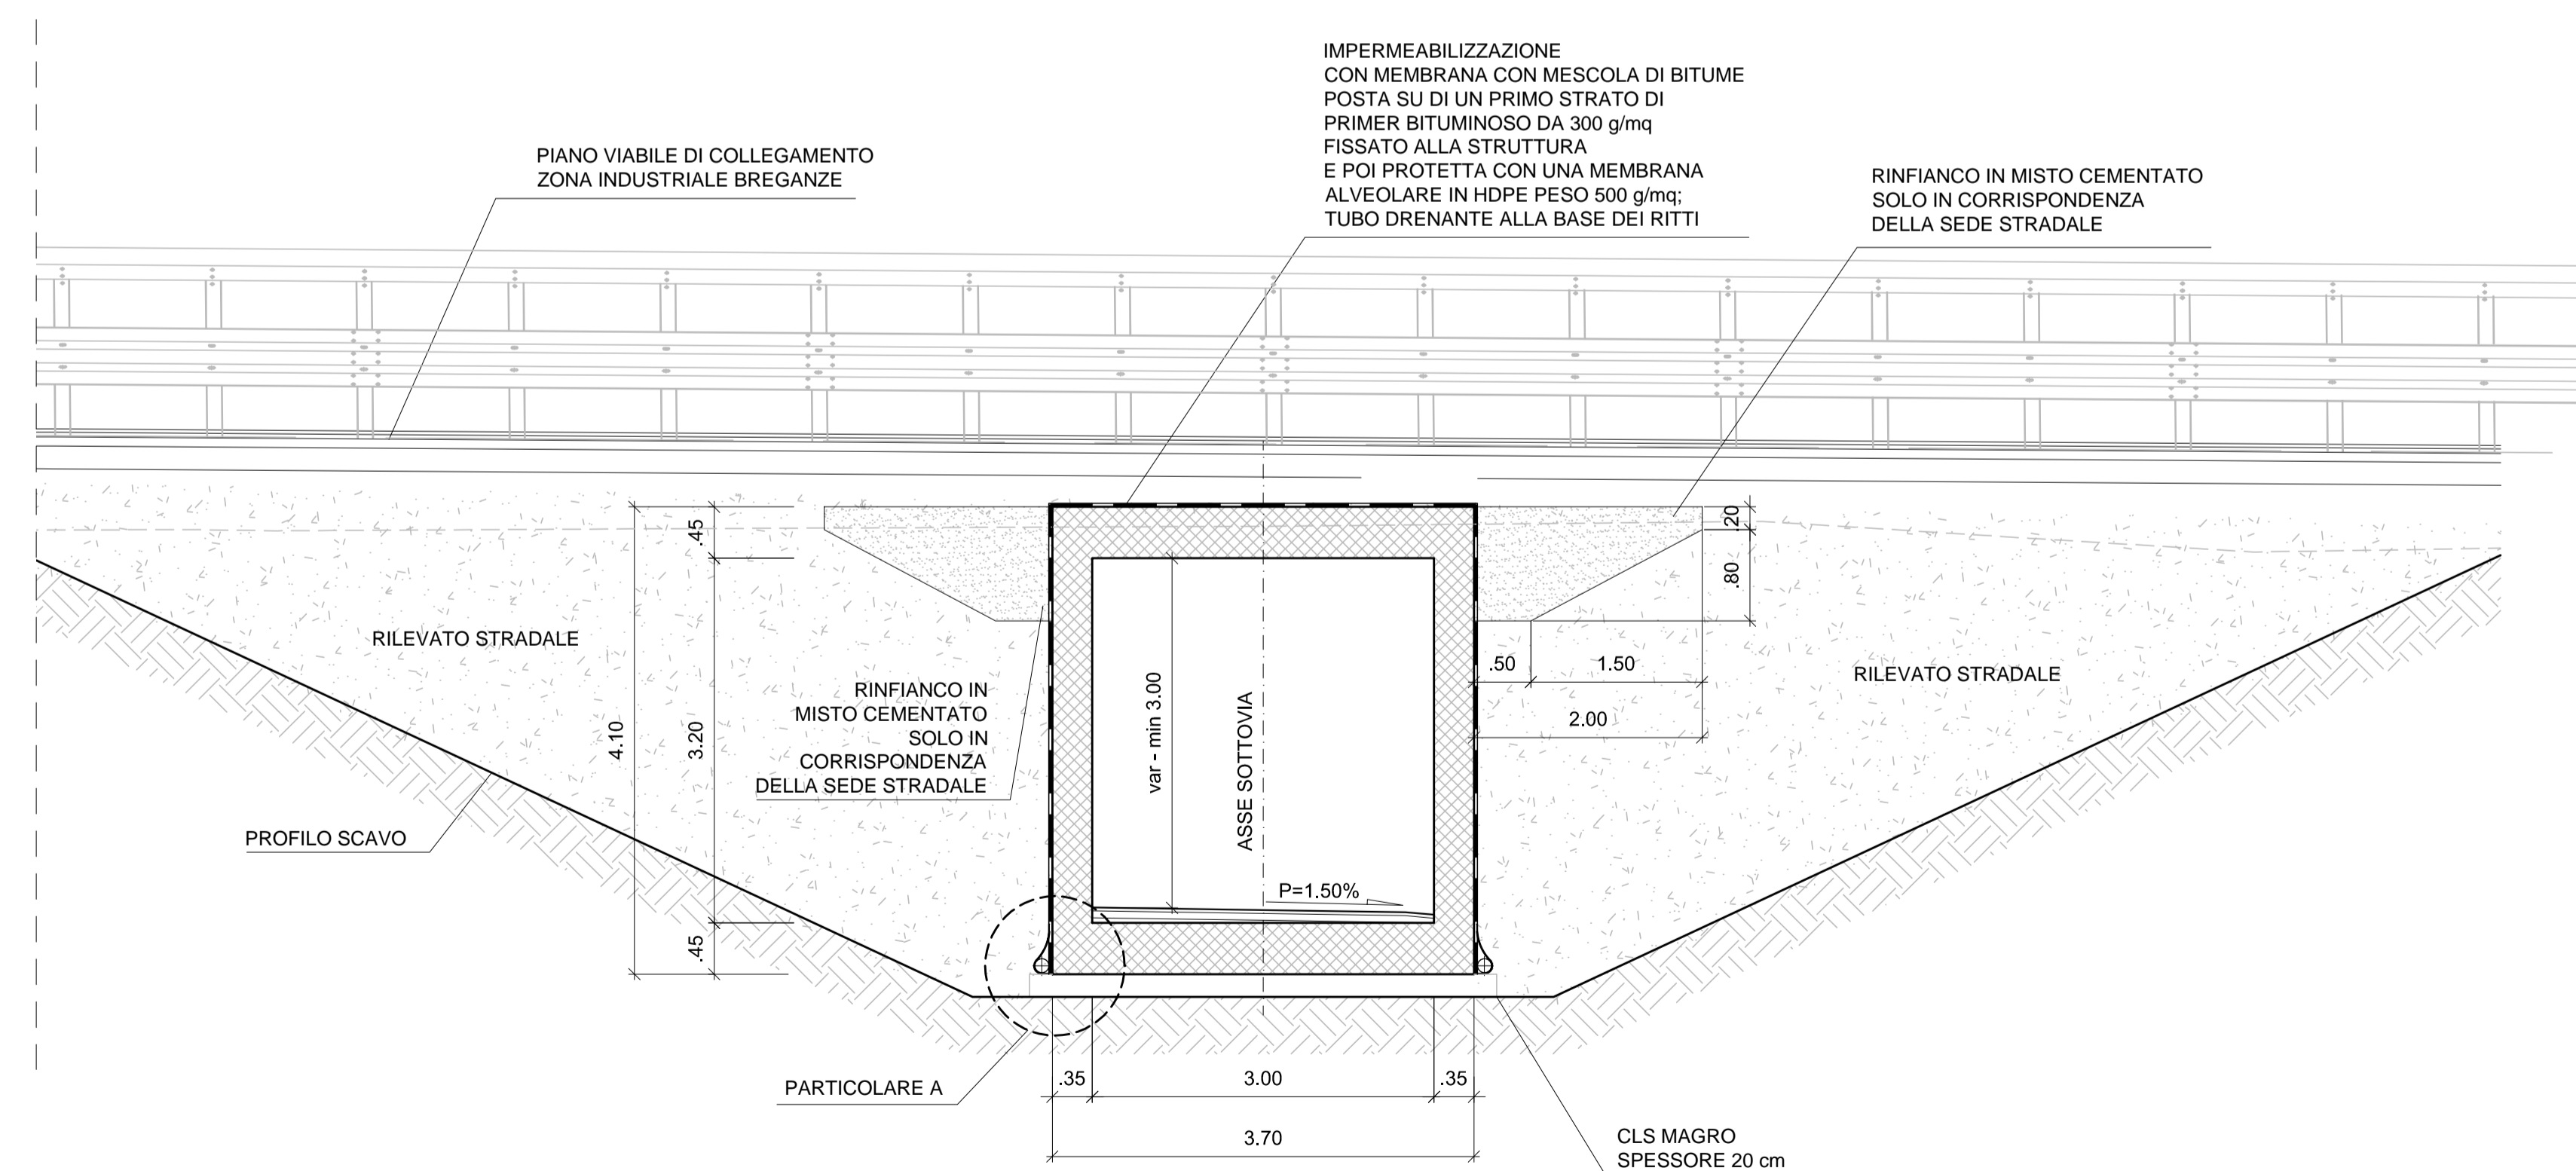 IMPERMEABILIZZAZIONE
CON MEMBRANA CON MESCOLA DI BITUME
POSTA SU DI UN PRIMO STRATO DI
PRIMER BITUMINOSO DA 300 g/mq
FISSATO ALLA STRUTTURA
E POI PROTETTA CON UNA MEMBRANA
ALVEOLARE IN HDPE PESO 500 g/mq;
TUBO DRENANTE ALLA BASE DEI RITTI
PIANO VIABILE DI COLLEGAMENTO
ZONA INDUSTRIALE BREGANZE
RINFIANCO IN MISTO CEMENTATO
SOLO IN CORRISPONDENZA
DELLA SEDE STRADALE
.45
.20
.80
RILEVATO STRADALE
.50
1.50
RILEVATO STRADALE
RINFIANCO IN
MISTO CEMENTATO
SOLO IN
CORRISPONDENZA
DELLA SEDE STRADALE
4.10
3.20
var - min 3.00
ASSE SOTTOVIA
2.00
PROFILO SCAVO
P=1.50%
.45
PARTICOLARE A
.35
3.00
.35
3.70
CLS MAGRO
SPESSORE 20 cm